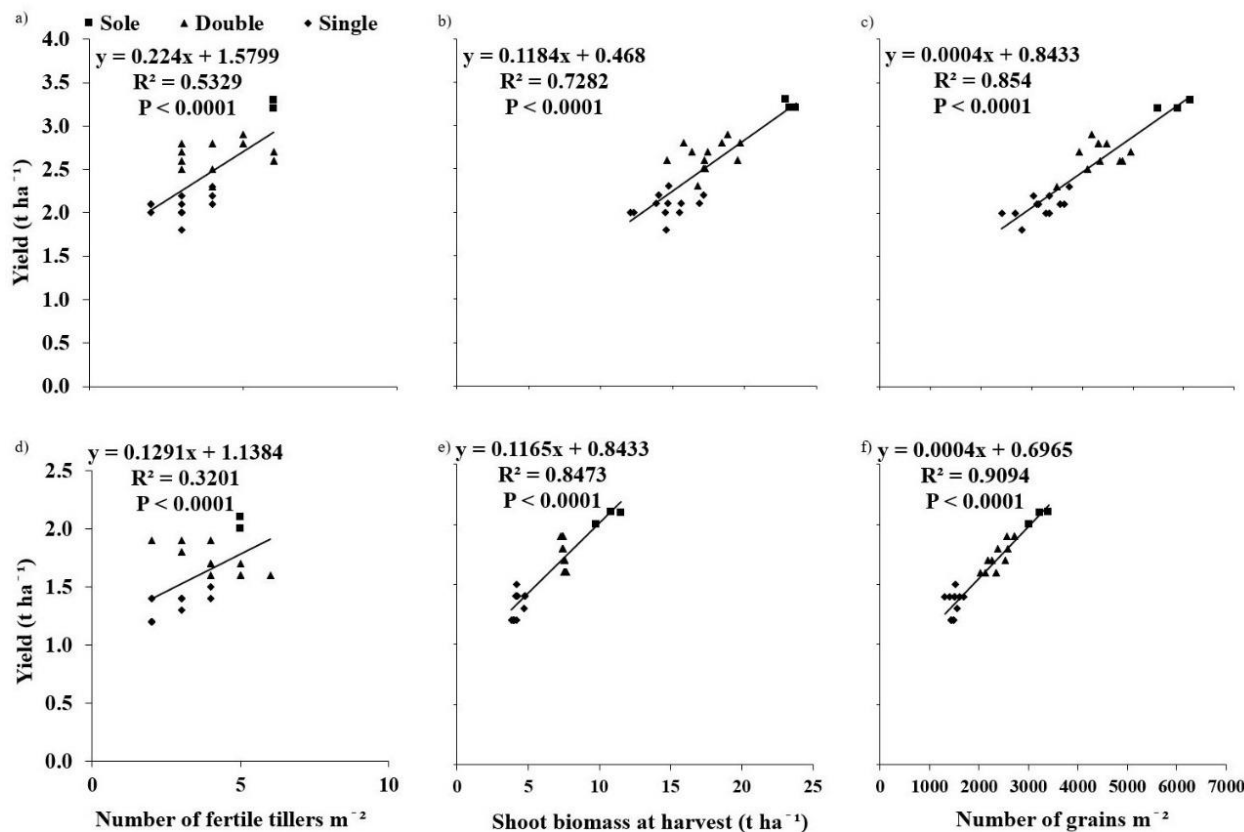 a)
■ Sole ▲ Double ◆ Single
y = 0.224x + 1.5799
R² = 0.5329
P < 0.0001
4.0
3.5
3.0
2.5
2.0
1.5
1.0
0.5
0.0
Yield (t ha⁻¹)
b)
y = 0.1184x + 0.468
R² = 0.7282
P < 0.0001
c)
y = 0.0004x + 0.8433
R² = 0.854
P < 0.0001
d)
y = 0.1291x + 1.1384
R² = 0.3201
P < 0.0001
2.5
2.0
1.5
1.0
0.5
0.0
Yield (t ha⁻¹)
0 5 10
Number of fertile tillers m⁻²
e)
y = 0.1165x + 0.8433
R² = 0.8473
P < 0.0001
0 5 10 15 20 25
Shoot biomass at harvest (t ha⁻¹)
f)
y = 0.0004x + 0.6965
R² = 0.9094
P < 0.0001
0 1000 2000 3000 4000 5000 6000 7000
Number of grains m⁻²